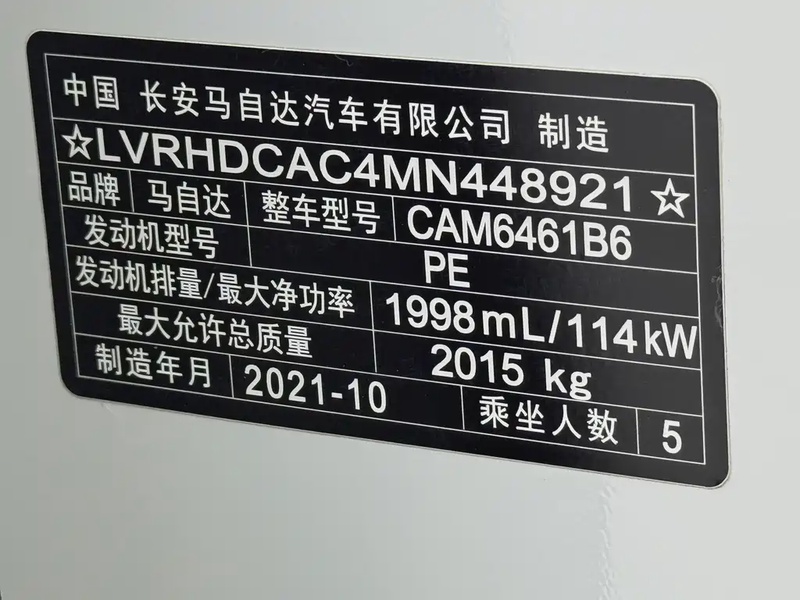 中国 长安马自达汽车有限公司 制造
☆LVRHDCAC4MN448921☆
品牌 马自达 整车型号 CAM6461B6
发动机型号 PE
发动机排量/最大净功率 1998mL/114kW
最大允许总质量 2015 kg
制造年月 2021-10 乘坐人数 5